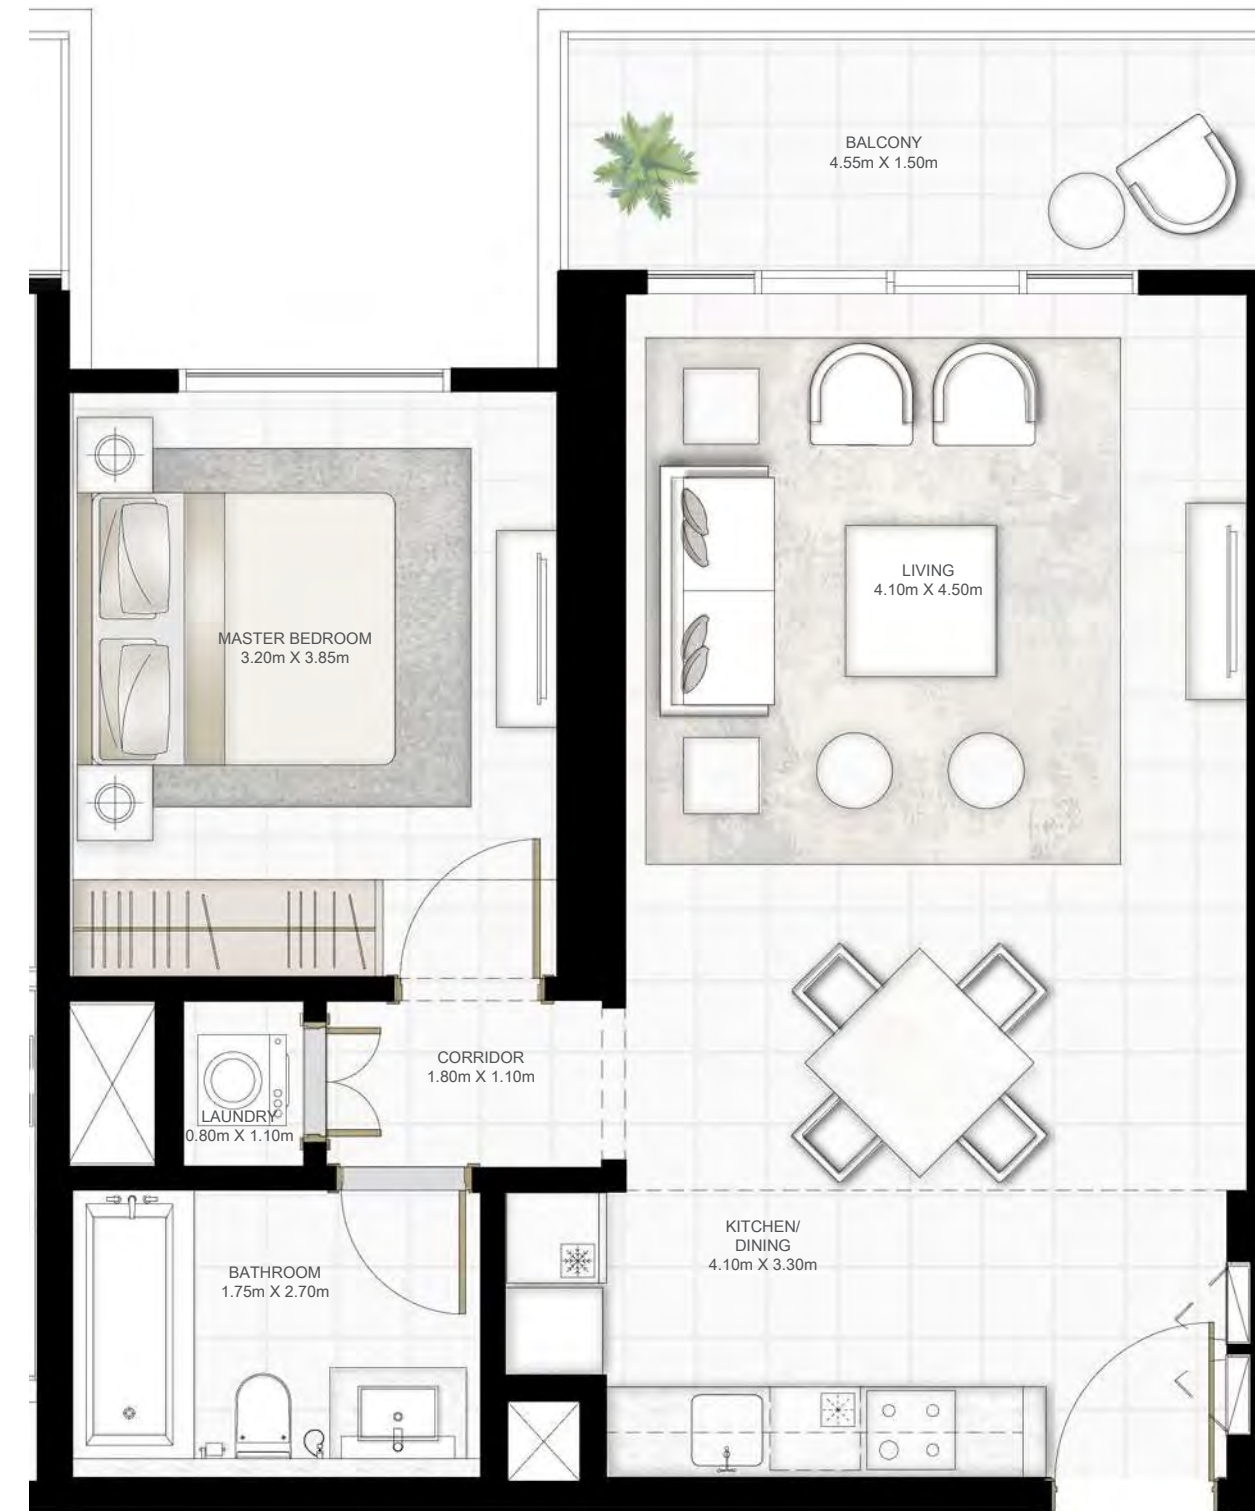 BALCONY
4.55m X 1.50m
LIVING
4.10m X 4.50m
MASTER BEDROOM
3.20m X 3.85m
CORRIDOR
1.80m X 1.10m
LAUNDRY
0.80m X 1.10m
KITCHEN/
DINING
4.10m X 3.30m
BATHROOM
1.75m X 2.70m